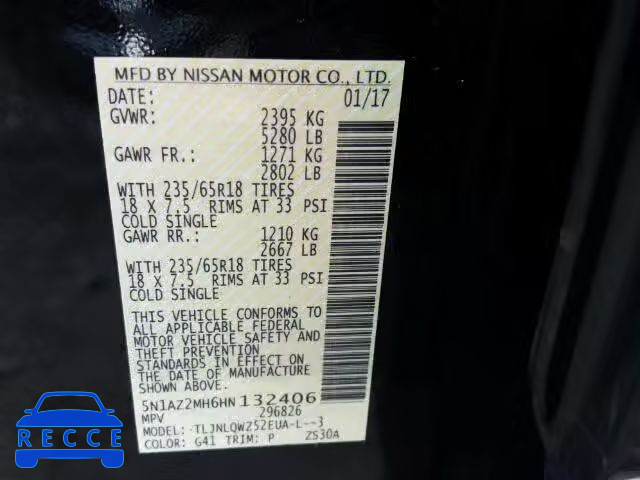 MFD BY NISSAN MOTOR CO., LTD.
DATE: 01/17
GVWR: 2395 KG
5280 LB
GAWR FR.: 1271 KG
2802 LB
WITH 235/65R18 TIRES
18 X 7.5 RIMS AT 33 PSI
COLD SINGLE
GAWR RR.: 1210 KG
2667 LB
WITH 235/65R18 TIRES
18 X 7.5 RIMS AT 33 PSI
COLD SINGLE
THIS VEHICLE CONFORMS TO
ALL APPLICABLE FEDERAL
MOTOR VEHICLE SAFETY AND
THEFT PREVENTION
STANDARDS IN EFFECT ON
THE DATE OF MANUFACTURE
SHOWN ABOVE.
5N1AZ2MH6HN132406
MPV 296826
MODEL: TLJNLQWZ52EUA-L--3
COLOR: G41 TRIM: P ZS30A
RECCE